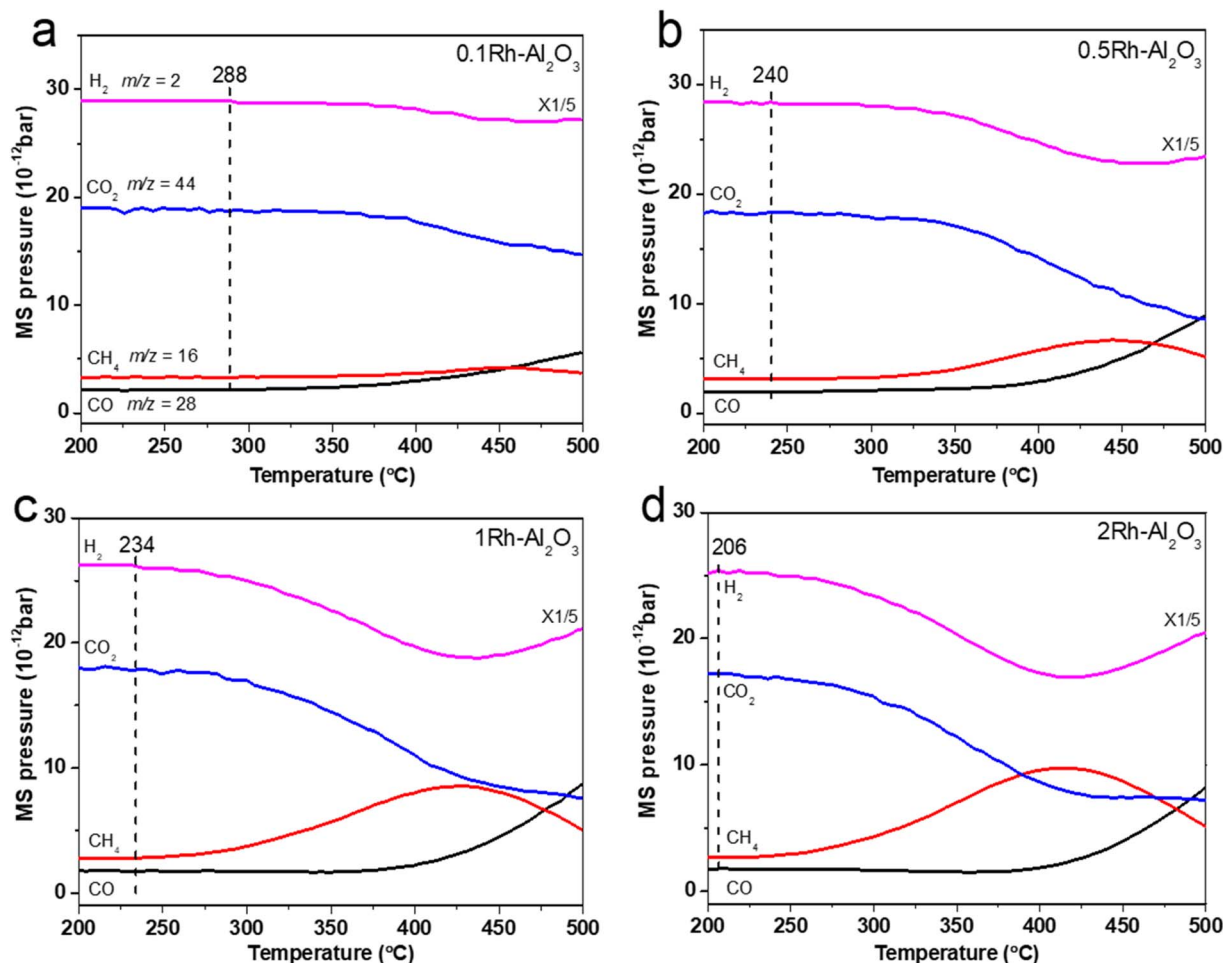 a
0.1Rh-Al₂O₃
H₂ m/z = 2
288
X1/5
CO₂ m/z = 44
CH₄ m/z = 16
CO m/z = 28
MS pressure (10⁻¹²bar)
30
20
10
0
200 250 300 350 400 450 500
Temperature (°C)
b
0.5Rh-Al₂O₃
H₂
240
X1/5
CO₂
CH₄
CO
MS pressure (10⁻¹²bar)
30
20
10
0
200 250 300 350 400 450 500
Temperature (°C)
c
1Rh-Al₂O₃
H₂
234
X1/5
CO₂
CH₄
CO
MS pressure (10⁻¹²bar)
30
20
10
0
200 250 300 350 400 450 500
Temperature (°C)
d
2Rh-Al₂O₃
206
H₂
X1/5
CO₂
CH₄
CO
MS pressure (10⁻¹²bar)
30
20
10
0
200 250 300 350 400 450 500
Temperature (°C)